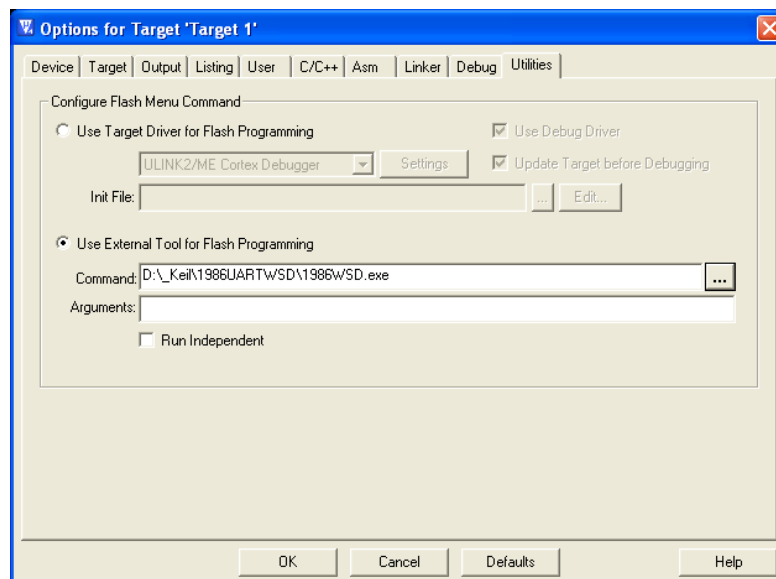 Options for Target 'Target 1'
Device Target Output Listing User C/C++ Asm Linker Debug Utilities
Configure Flash Menu Command
Use Target Driver for Flash Programming Use Debug Driver
ULINK2/ME Cortex Debugger Settings Update Target before Debugging
Init File: ... Edit...
Use External Tool for Flash Programming
Command: D:\_Keil\1986UARTWSD\1986WSD.exe ...
Arguments:
Run Independent
OK Cancel Defaults Help